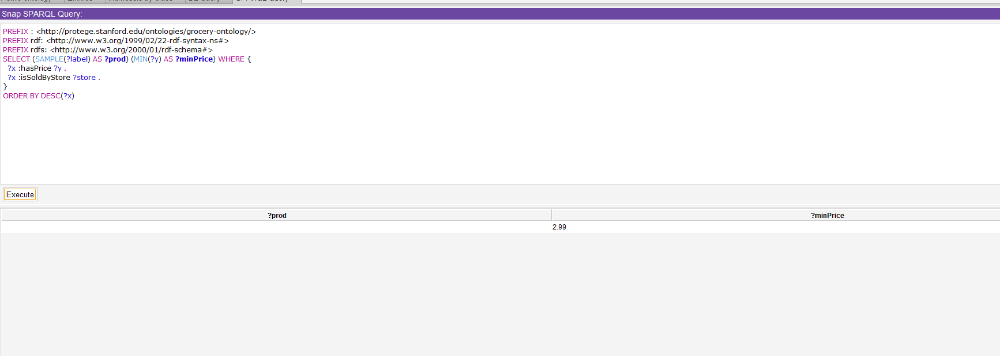 Snap SPARQL Query:
PREFIX : <http://protege.stanford.edu/ontologies/grocery-ontology/>
PREFIX rdf: <http://www.w3.org/1999/02/22-rdf-syntax-ns#>
PREFIX rdfs: <http://www.w3.org/2000/01/rdf-schema#>
SELECT (SAMPLE(?label) AS ?prod) (MIN(?y) AS ?minPrice) WHERE {
?x :hasPrice ?y .
?x :isSoldByStore ?store .
}
ORDER BY DESC(?x)
Execute
?prod ?minPrice
2.99